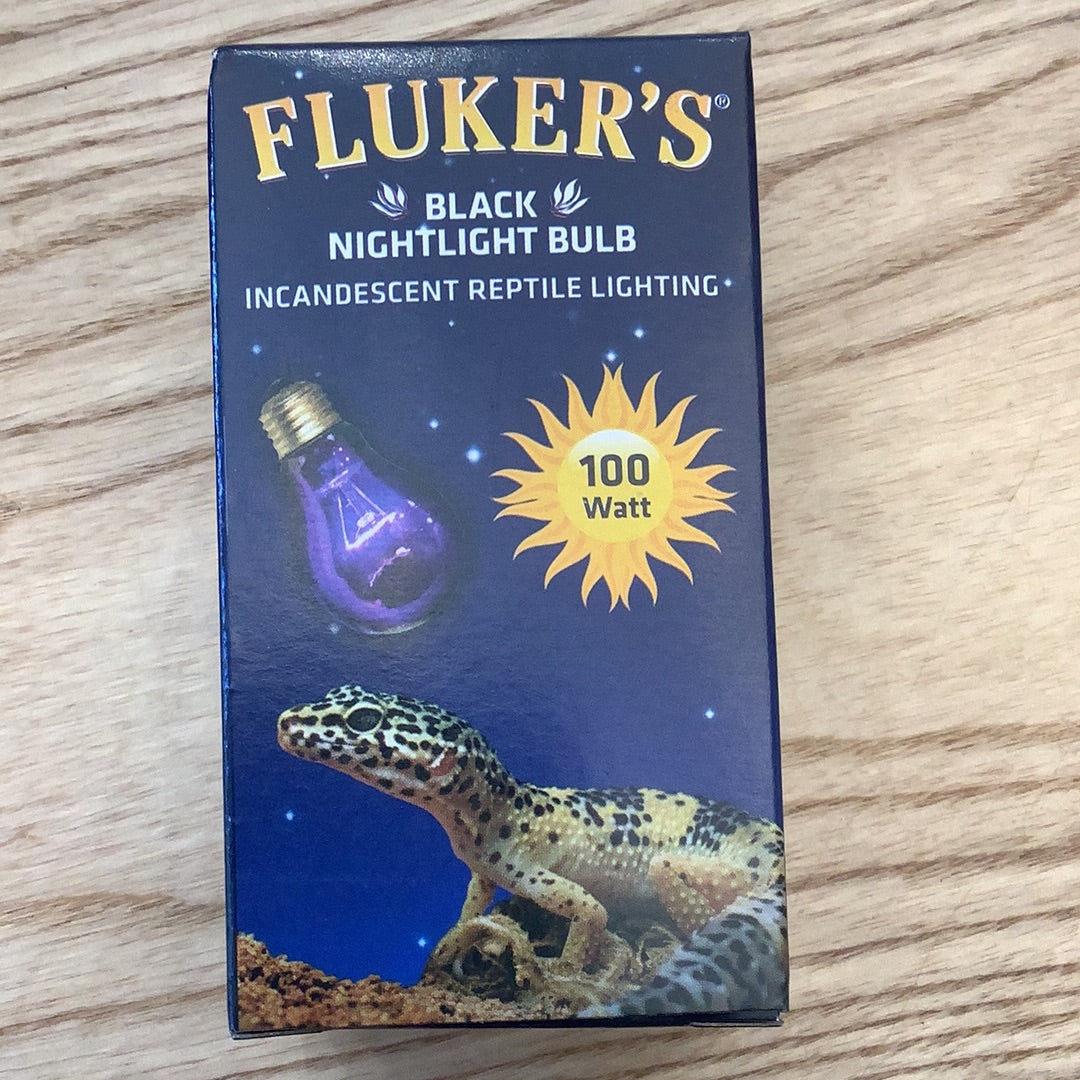 FLUKER'S®
BLACK
NIGHTLIGHT BULB
INCANDESCENT REPTILE LIGHTING
100
Watt